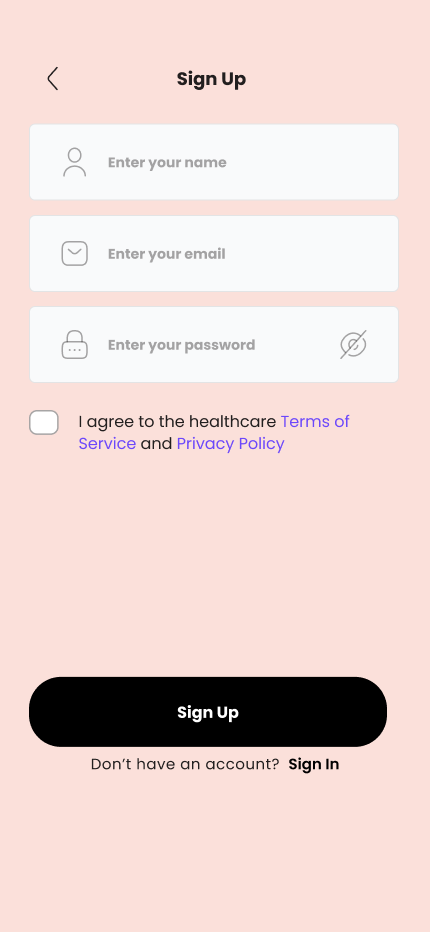 Sign Up
Enter your name
Enter your email
Enter your password
I agree to the healthcare Terms of
Service and Privacy Policy
Sign Up
Don’t have an account? Sign In